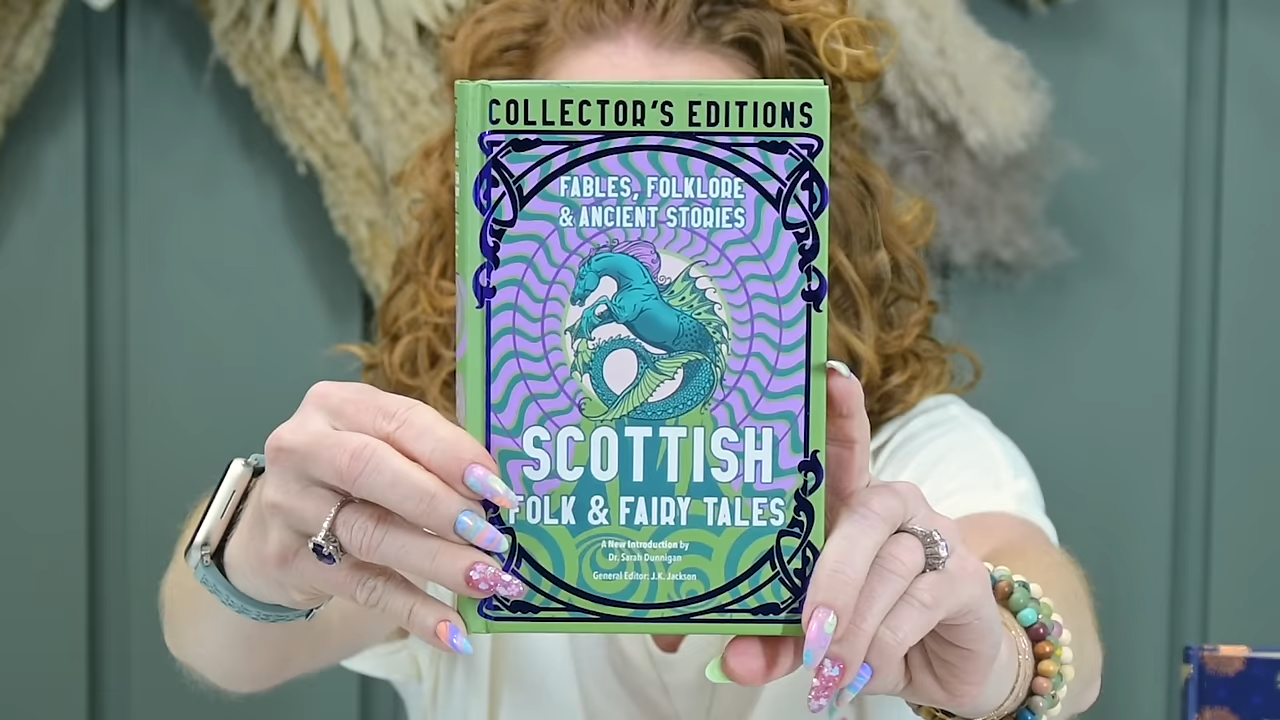 COLLECTOR'S EDITIONS
FABLES, FOLKLORE
& ANCIENT STORIES
SCOTTISH
FOLK & FAIRY TALES
A New Introduction by
Dr. Sarah Dunnigan
General Editor: J.K. Jackson